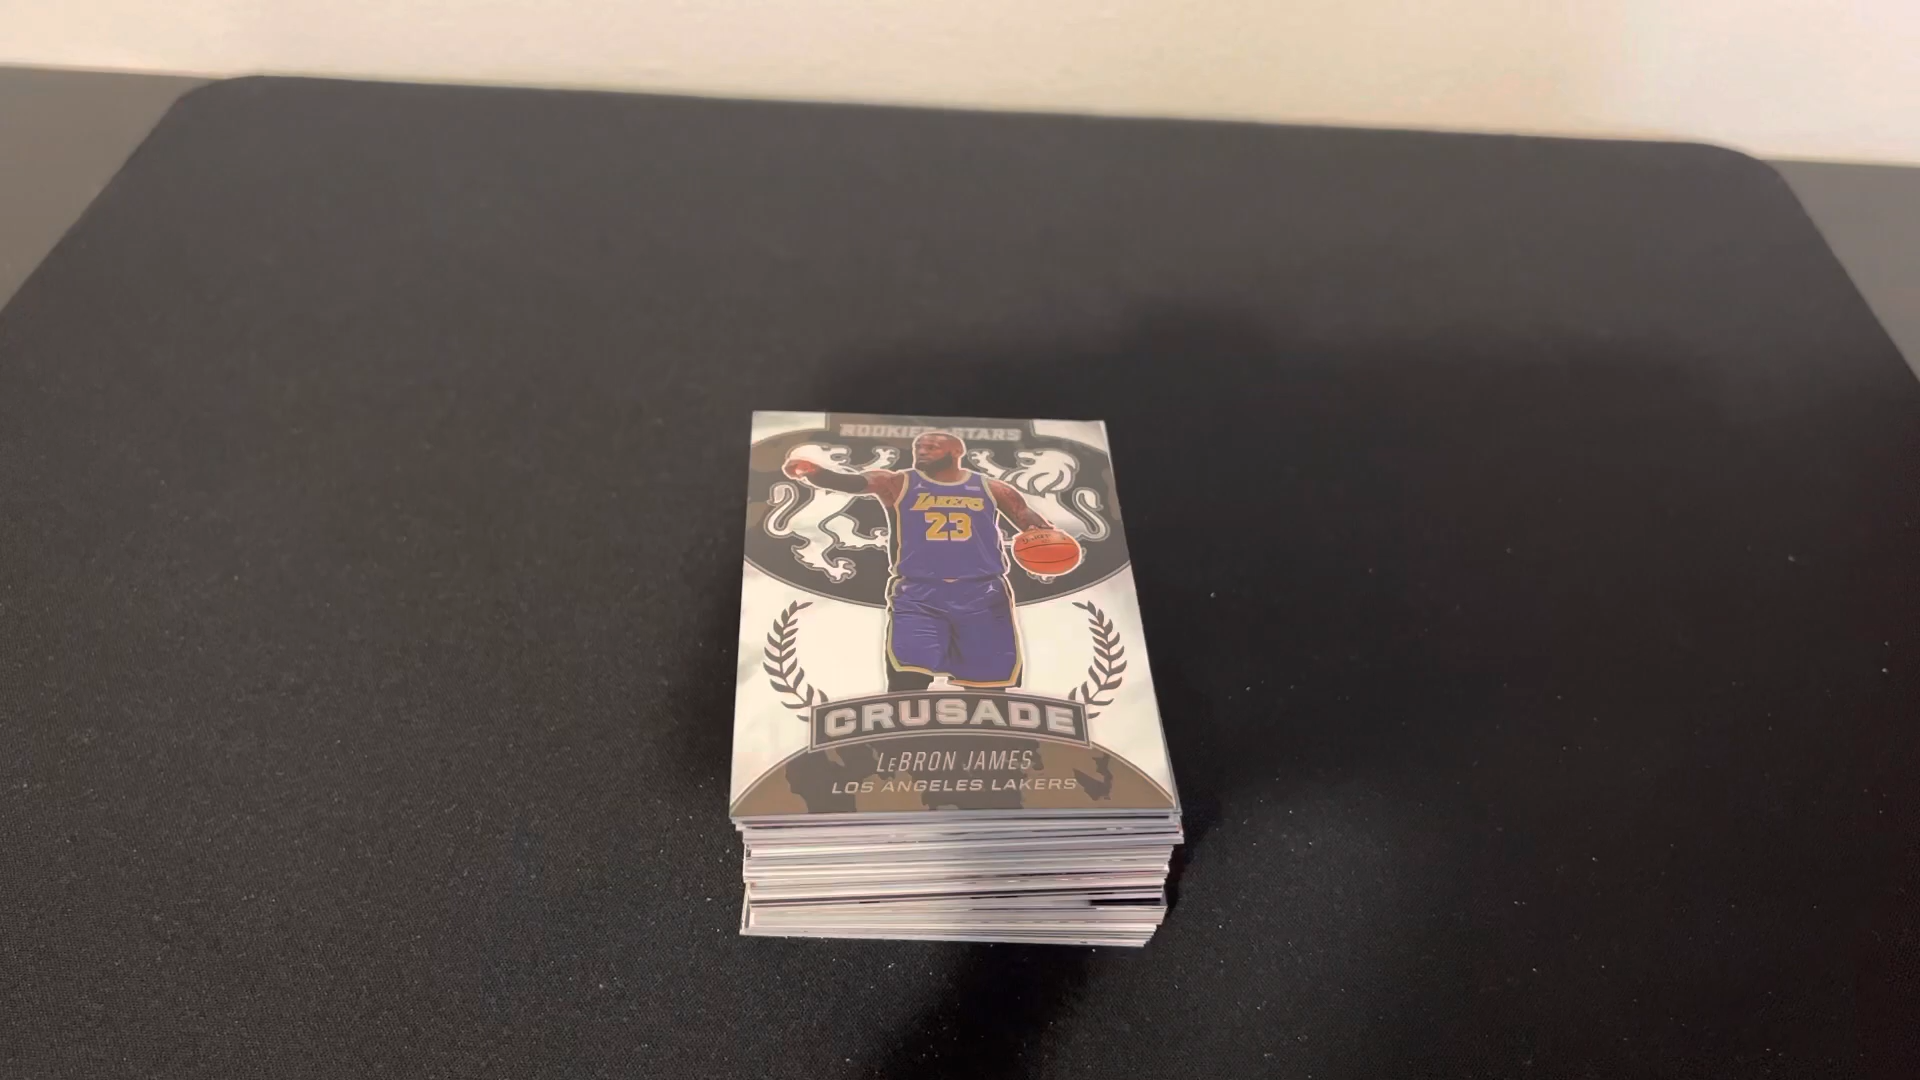 ROOKIES & STARS
LAKERS
23
CRUSADE
LeBRON JAMES
LOS ANGELES LAKERS